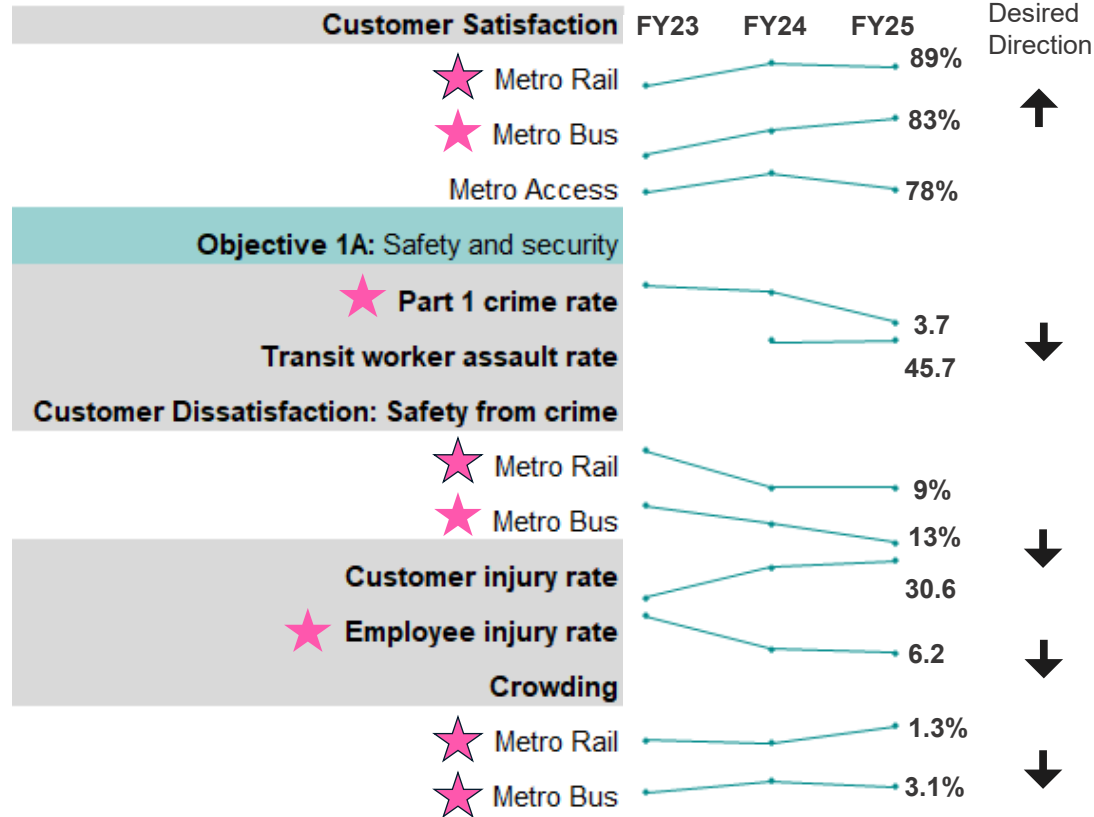 Customer Satisfaction FY23 FY24 FY25 Desired
Direction
Metro Rail 89%
Metro Bus 83%
Metro Access 78%
Objective 1A: Safety and security
Part 1 crime rate 3.7
Transit worker assault rate 45.7
Customer Dissatisfaction: Safety from crime
Metro Rail 9%
Metro Bus 13%
Customer injury rate 30.6
Employee injury rate 6.2
Crowding
Metro Rail 1.3%
Metro Bus 3.1%